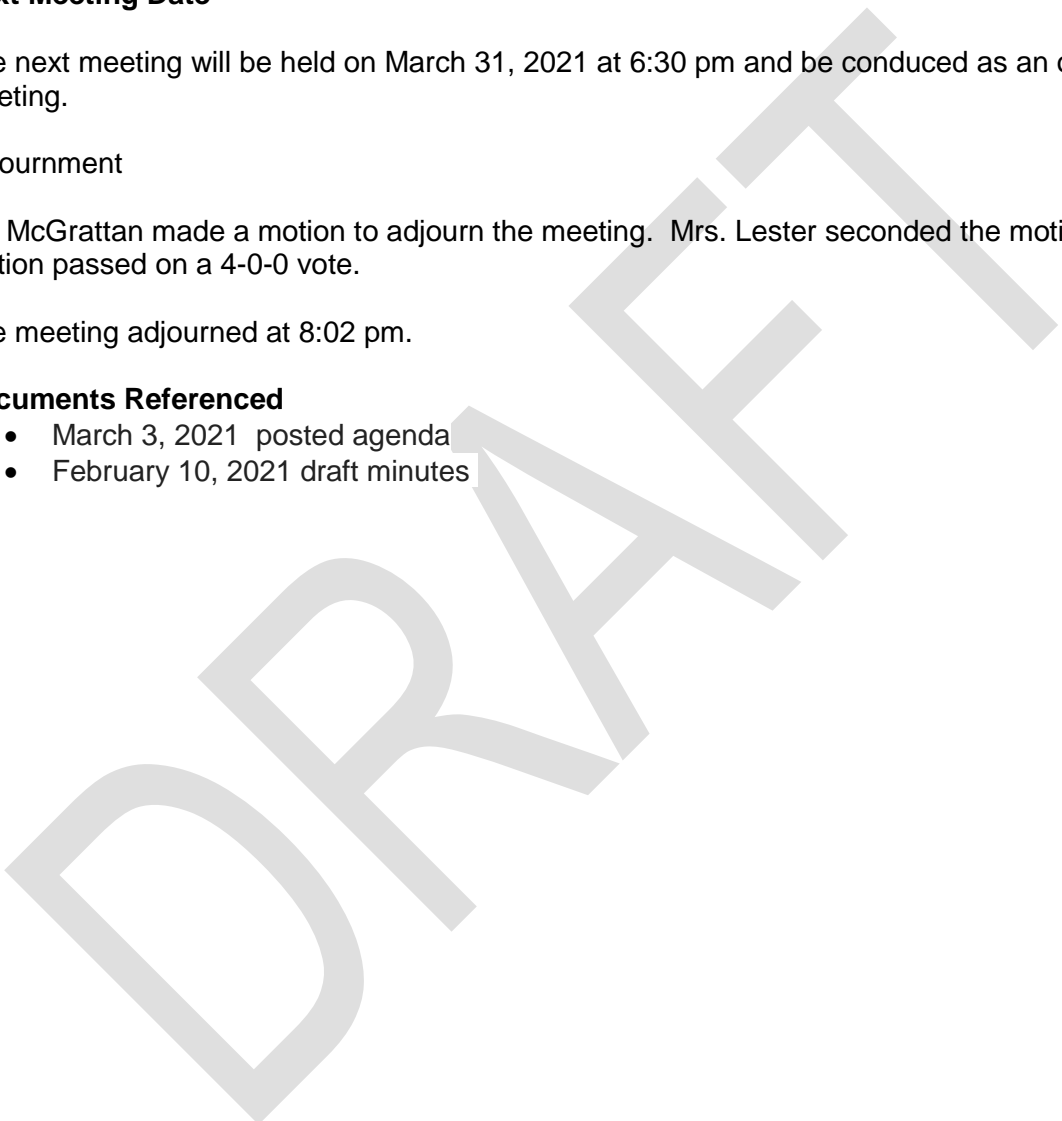 xt Meeting Date
e next meeting will be held on March 31, 2021 at 6:30 pm and be conduced as an
eting.
ournment
McGrattan made a motion to adjourn the meeting.  Mrs. Lester seconded the moti
tion passed on a 4-0-0 vote.
e meeting adjourned at 8:02 pm.
cuments Referenced
• March 3, 2021  posted agenda
• February 10, 2021 draft minutes
DRAFT